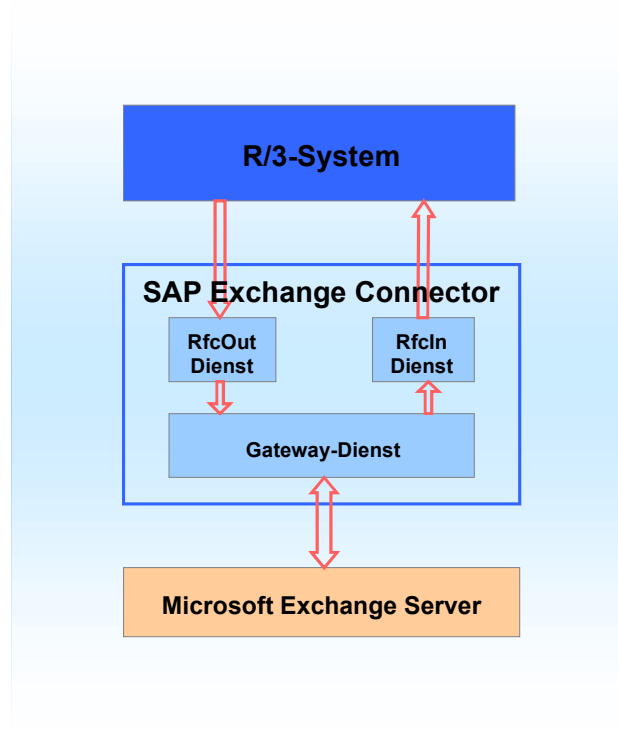 R/3-System
SAP Exchange Connector
RfcOut
Dienst
RfcIn
Dienst
Gateway-Dienst
Microsoft Exchange Server